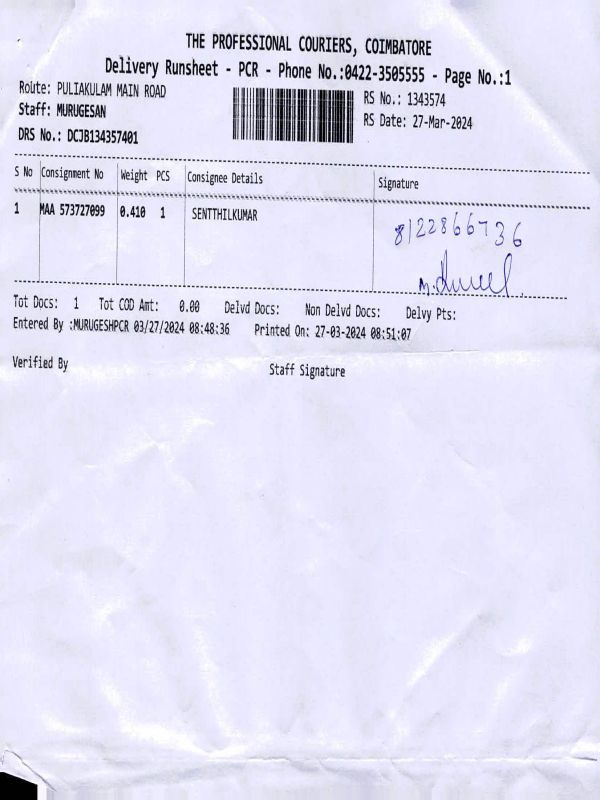 THE PROFESSIONAL COURIERS, COIMBATORE
Delivery Runsheet - PCR - Phone No.:0422-3505555 - Page No.:1
Route: PULIAKULAM MAIN ROAD
Staff: MURUGESAN
DRS No.: DCJB134357401
RS No.: 1343574
RS Date: 27-Mar-2024
S No Consignment No Weight PCS Consignee Details Signature
1 MAA 573727099 0.410 1 SENTTHILKUMAR
8122866736
Tot Docs: 1 Tot COD Amt: 0.00 Delvd Docs: Non Delvd Docs: Delvy Pts:
Entered By :MURUGESHPCR 03/27/2024 08:48:36 Printed On: 27-03-2024 08:51:07
Verified By Staff Signature